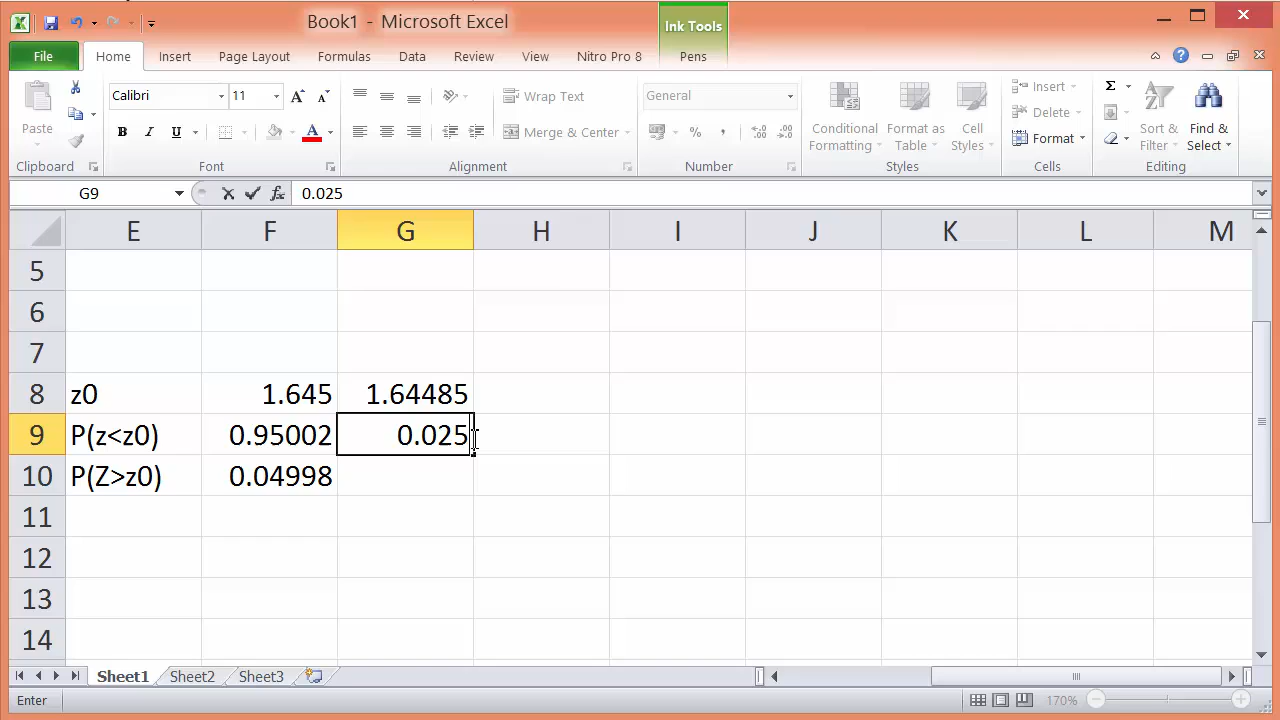 Book1 - Microsoft Excel
Ink Tools
File Home Insert Page Layout Formulas Data Review View Nitro Pro 8 Pens
Calibri 11 Wrap Text General Insert Σ
Paste B I U A Merge & Center % , Conditional Formatting Format as Table Cell Styles Delete Format Sort & Filter Find & Select
Clipboard Font Alignment Number Styles Cells Editing
G9 fx 0.025
E F G H I J K L M
5
6
7
8 z0 1.645 1.64485
9 P(z<z0) 0.95002 0.025
10 P(Z>z0) 0.04998
11
12
13
14
Sheet1 Sheet2 Sheet3
Enter 170%